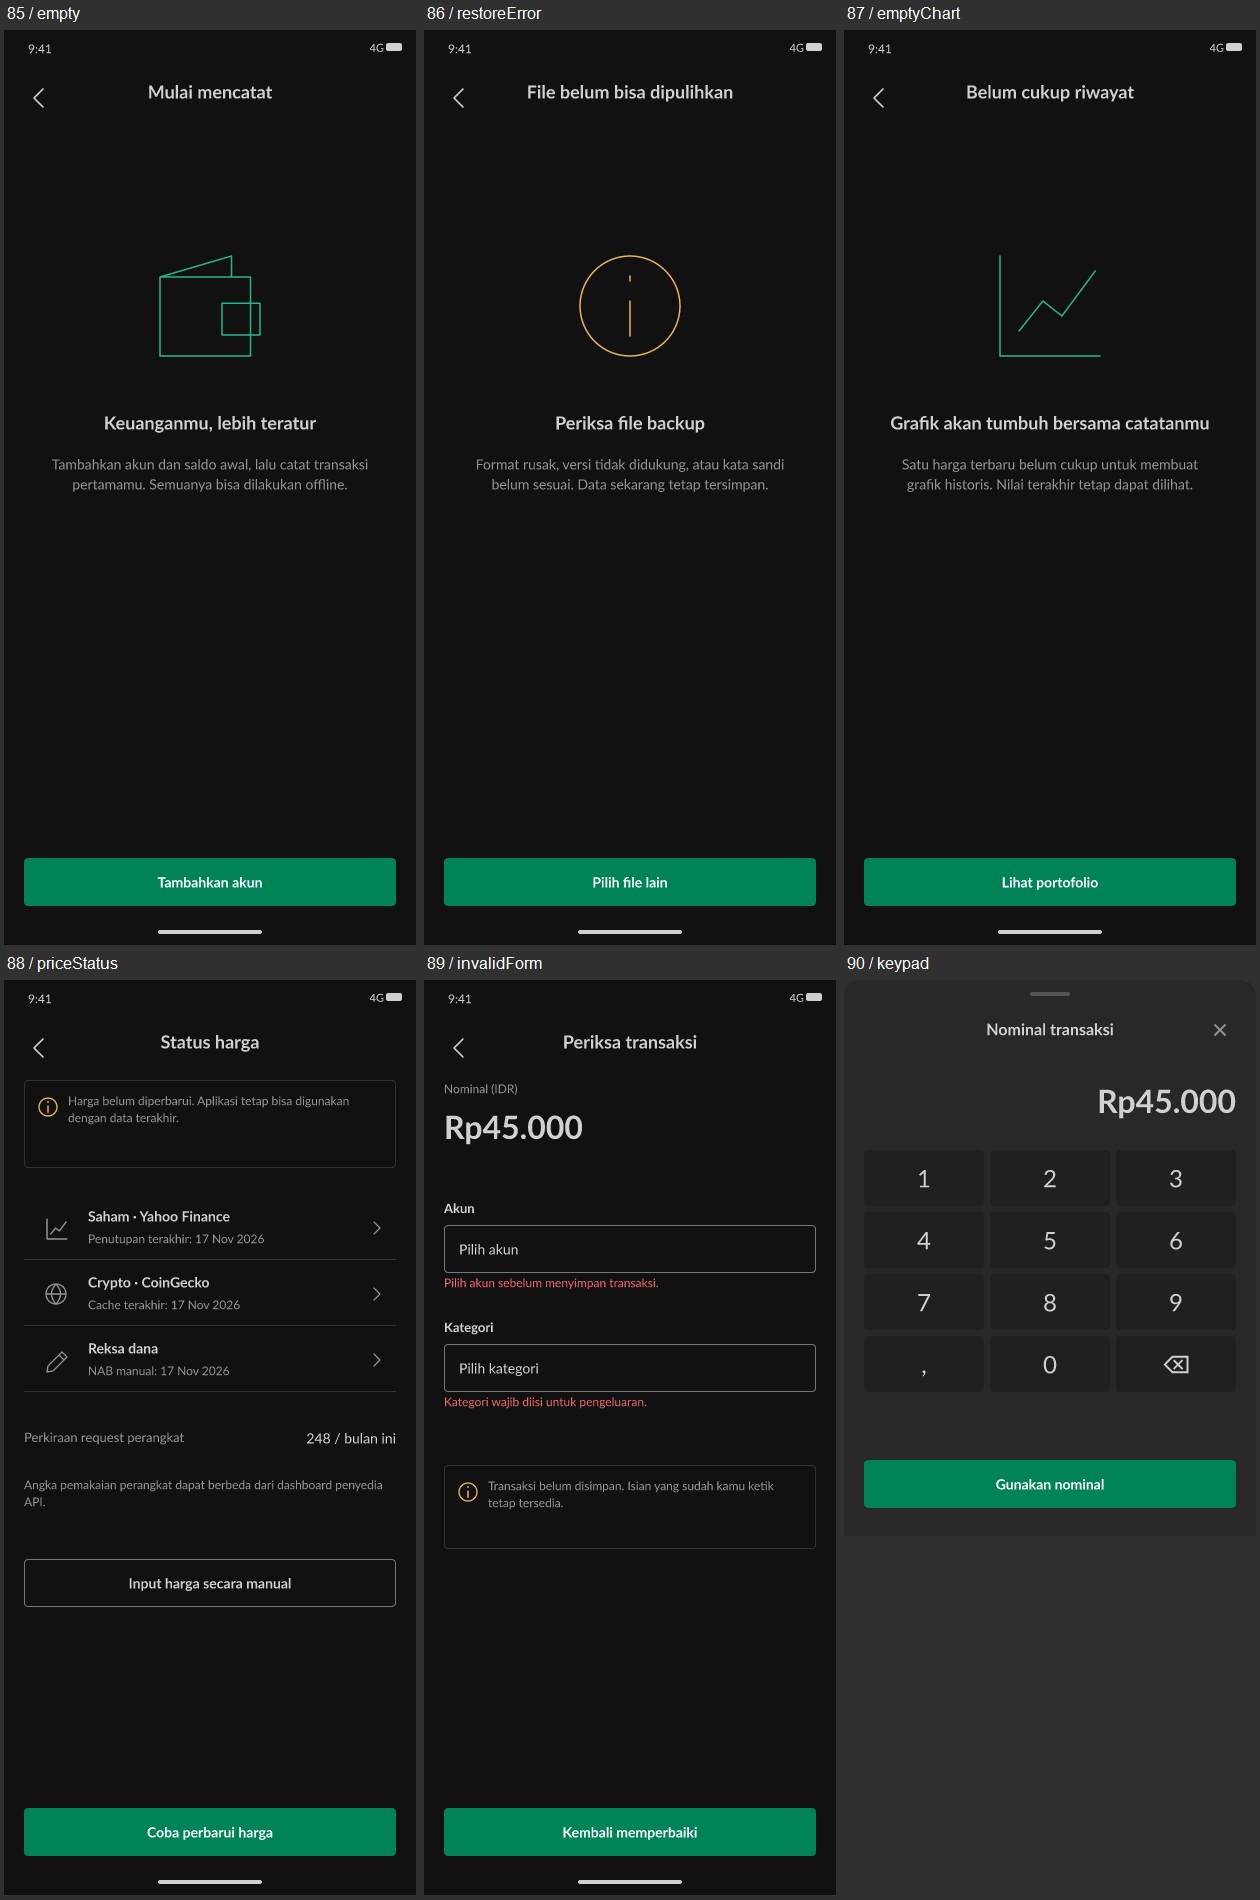 85 / empty
9:41
4G
Mulai mencatat
Keuanganmu, lebih teratur
Tambahkan akun dan saldo awal, lalu catat transaksi
pertamamu. Semuanya bisa dilakukan offline.
Tambahkan akun
86 / restoreError
9:41
4G
File belum bisa dipulihkan
Periksa file backup
Format rusak, versi tidak didukung, atau kata sandi
belum sesuai. Data sekarang tetap tersimpan.
Pilih file lain
87 / emptyChart
9:41
4G
Belum cukup riwayat
Grafik akan tumbuh bersama catatanmu
Satu harga terbaru belum cukup untuk membuat
grafik historis. Nilai terakhir tetap dapat dilihat.
Lihat portofolio
88 / priceStatus
9:41
4G
Status harga
Harga belum diperbarui. Aplikasi tetap bisa digunakan
dengan data terakhir.
Saham · Yahoo Finance
Penutupan terakhir: 17 Nov 2026
Crypto · CoinGecko
Cache terakhir: 17 Nov 2026
Reksa dana
NAB manual: 17 Nov 2026
Perkiraan request perangkat
248 / bulan ini
Angka pemakaian perangkat dapat berbeda dari dashboard penyedia
API.
Input harga secara manual
Coba perbarui harga
89 / invalidForm
9:41
4G
Periksa transaksi
Nominal (IDR)
Rp45.000
Akun
Pilih akun
Pilih akun sebelum menyimpan transaksi.
Kategori
Pilih kategori
Kategori wajib diisi untuk pengeluaran.
Transaksi belum disimpan. Isian yang sudah kamu ketik
tetap tersedia.
Kembali memperbaiki
90 / keypad
Nominal transaksi
Rp45.000
1 2 3
4 5 6
7 8 9
, 0
Gunakan nominal